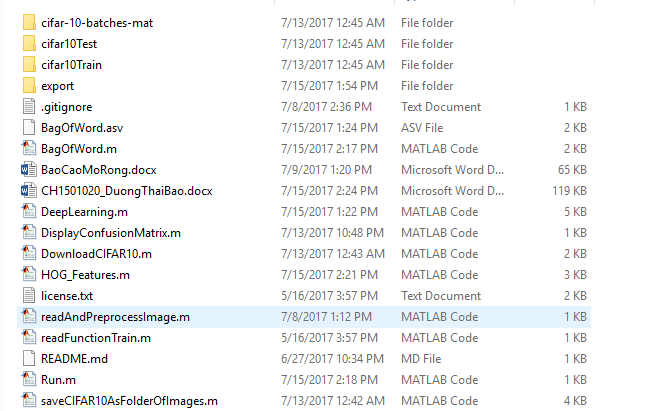 cifar-10-batches-mat 7/13/2017 12:45 AM File folder
cifar10Test 7/13/2017 12:45 AM File folder
cifar10Train 7/13/2017 12:45 AM File folder
export 7/15/2017 1:54 PM File folder
.gitignore 7/8/2017 2:36 PM Text Document 1 KB
BagOfWord.asv 7/15/2017 1:24 PM ASV File 2 KB
BagOfWord.m 7/15/2017 2:17 PM MATLAB Code 2 KB
BaoCaoMoRong.docx 7/9/2017 1:20 PM Microsoft Word D... 65 KB
CH1501020_DuongThaiBao.docx 7/15/2017 2:24 PM Microsoft Word D... 119 KB
DeepLearning.m 7/15/2017 1:22 PM MATLAB Code 5 KB
DisplayConfusionMatrix.m 7/13/2017 10:48 PM MATLAB Code 1 KB
DownloadCIFAR10.m 7/13/2017 12:43 AM MATLAB Code 2 KB
HOG_Features.m 7/15/2017 2:21 PM MATLAB Code 3 KB
license.txt 5/16/2017 3:57 PM Text Document 2 KB
readAndPreprocessImage.m 7/8/2017 1:12 PM MATLAB Code 1 KB
readFunctionTrain.m 5/16/2017 3:57 PM MATLAB Code 1 KB
README.md 6/27/2017 10:34 PM MD File 1 KB
Run.m 7/15/2017 2:18 PM MATLAB Code 1 KB
saveCIFAR10AsFolderOfImages.m 7/13/2017 12:42 AM MATLAB Code 4 KB